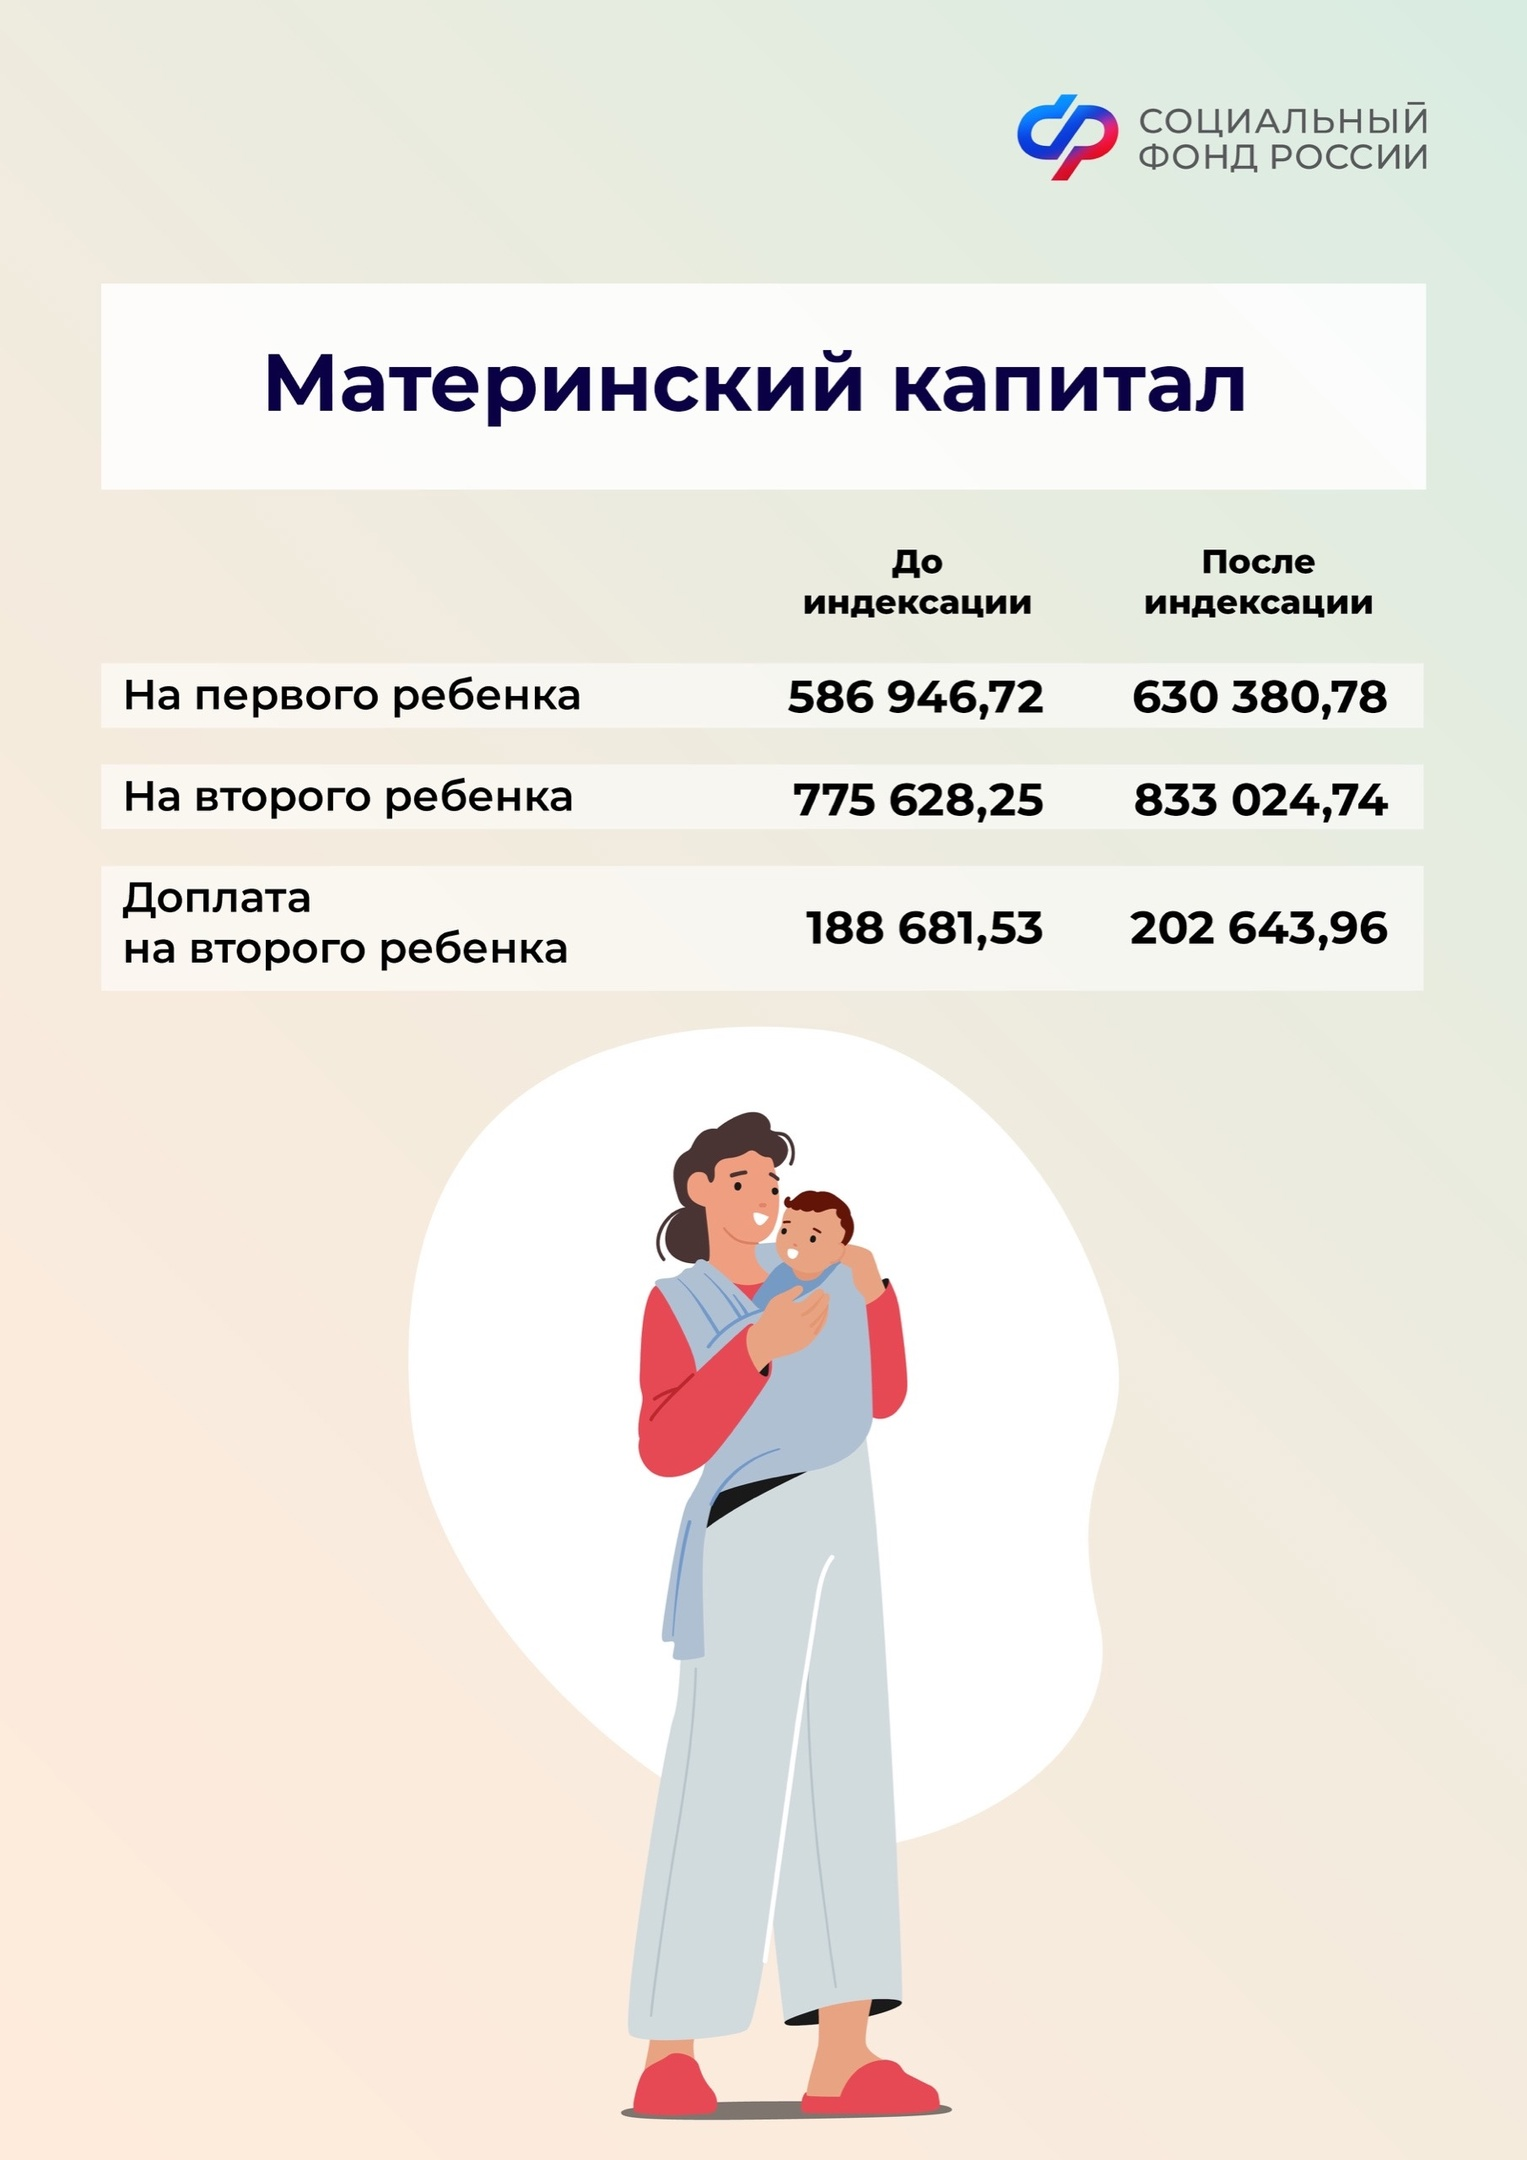 СОЦИАЛЬНЫЙ
ФОНД РОССИИ
Материнский капитал
До индексации
После индексации
На первого ребенка 586 946,72 630 380,78
На второго ребенка 775 628,25 833 024,74
Доплата
на второго ребенка 188 681,53 202 643,96